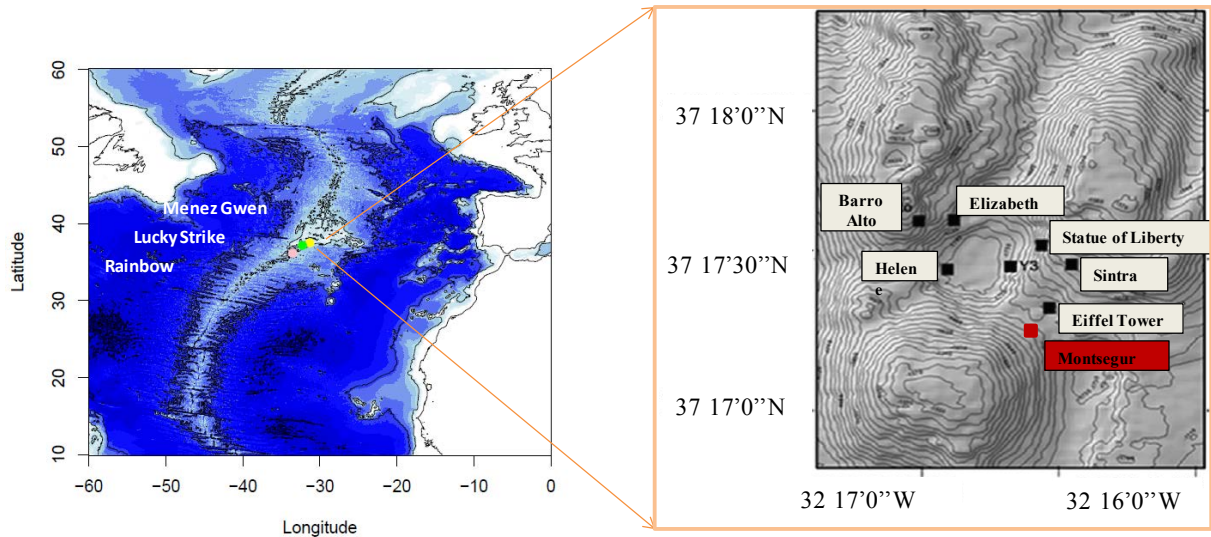 60
50
40
30
20
10
Latitude
Menez Gwen
Lucky Strike
Rainbow
−60
−50
−40
−30
−20
−10
0
Longitude
37 18’0’’N
37 17’30’’N
37 17’0’’N
32 17’0’’W
32 16’0’’W
Barro
Alto
Elizabeth
Statue of Liberty
Helen
e
Y3
Sintra
Eiffel Tower
Montsegur